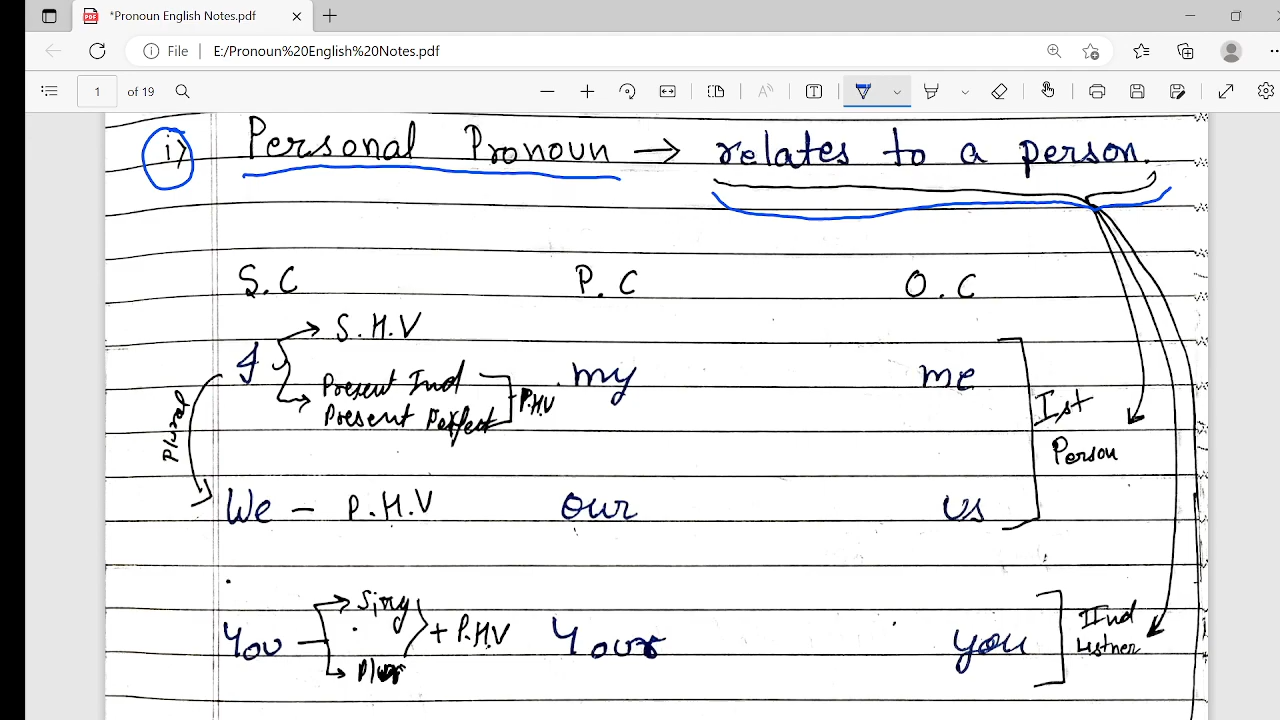 *Pronoun English Notes.pdf
File E:/Pronoun%20English%20Notes.pdf
1 of 19
i) Personal Pronoun → relates to a person.
S.C P.C O.C
→ S.H.V
I my me
Present Ind
Present Perfect P.H.V
Ist
Person
Plural
We – P.H.V our us
→ Sing
You + P.H.V Your you
→ Plur
IInd
Listner